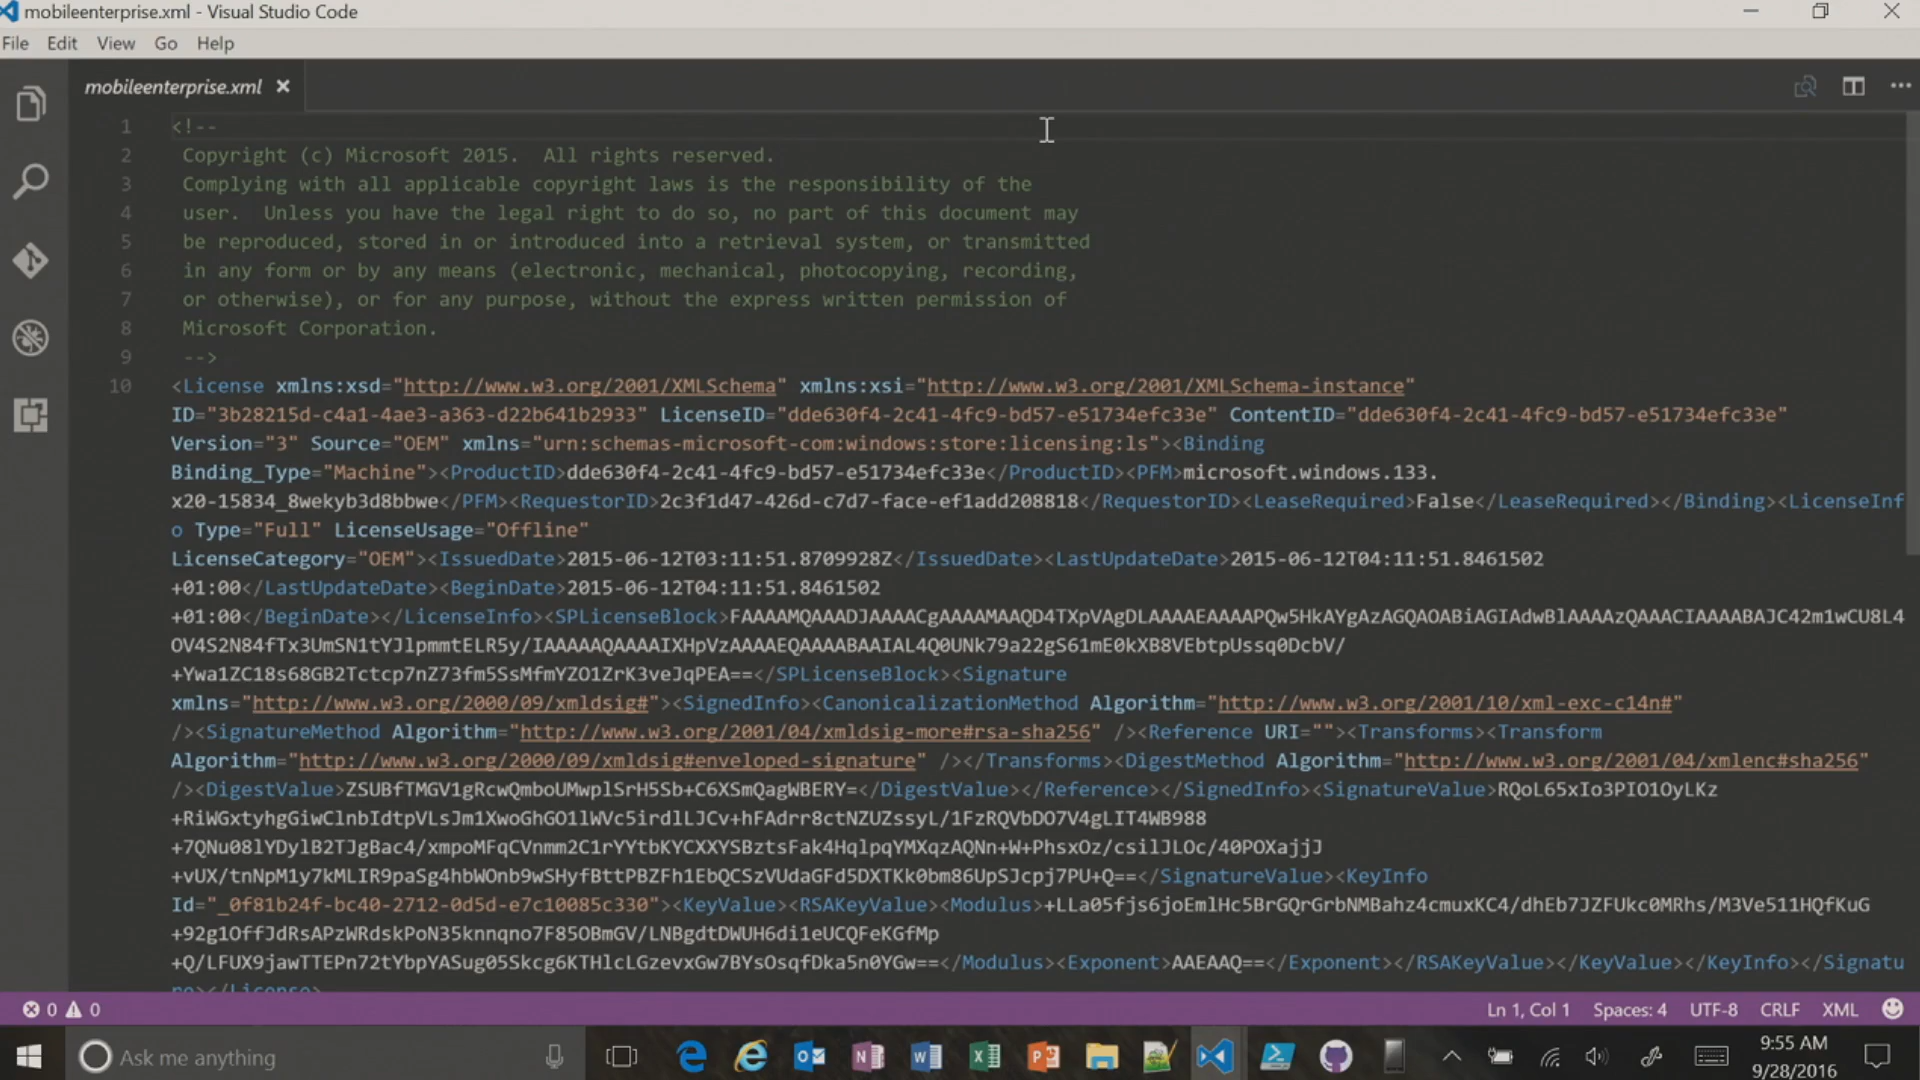 mobileenterprise.xml - Visual Studio Code
File Edit View Go Help
mobileenterprise.xml
1 <!--
2 Copyright (c) Microsoft 2015.  All rights reserved.
3 Complying with all applicable copyright laws is the responsibility of the
4 user.  Unless you have the legal right to do so, no part of this document may
5 be reproduced, stored in or introduced into a retrieval system, or transmitted
6 in any form or by any means (electronic, mechanical, photocopying, recording,
7 or otherwise), or for any purpose, without the express written permission of
8 Microsoft Corporation.
9 -->
10 <License xmlns:xsd="http://www.w3.org/2001/XMLSchema" xmlns:xsi="http://www.w3.org/2001/XMLSchema-instance"
ID="3b28215d-c4a1-4ae3-a363-d22b641b2933" LicenseID="dde630f4-2c41-4fc9-bd57-e51734efc33e" ContentID="dde630f4-2c41-4fc9-bd57-e51734efc33e"
Version="3" Source="OEM" xmlns="urn:schemas-microsoft-com:windows:store:licensing:ls"><Binding
Binding_Type="Machine"><ProductID>dde630f4-2c41-4fc9-bd57-e51734efc33e</ProductID><PFM>microsoft.windows.133.
x20-15834_8wekyb3d8bbwe</PFM><RequestorID>2c3f1d47-426d-c7d7-face-ef1add208818</RequestorID><LeaseRequired>False</LeaseRequired></Binding><LicenseInf
o Type="Full" LicenseUsage="Offline"
LicenseCategory="OEM"><IssuedDate>2015-06-12T03:11:51.8709928Z</IssuedDate><LastUpdateDate>2015-06-12T04:11:51.8461502
+01:00</LastUpdateDate><BeginDate>2015-06-12T04:11:51.8461502
+01:00</BeginDate></LicenseInfo><SPLicenseBlock>FAAAAMQAAADJAAAACgAAAAMAAQD4TXpVAgDLAAAAEAAAAPQw5HkAYgAzAGQAOABiAGIAdwBlAAAAzQAAACIAAAABAJC42m1wCU8L4
OV4S2N84fTx3UmSN1tYJlpmmtELR5y/IAAAAAQAAAAIXHpVzAAAAEQAAAABAAIAL4Q0UNk79a22gS61mE0kXB8VEbtpUssq0DcbV/
+Ywa1ZC18s68GB2Tctcp7nZ73fm5SsMfmYZO1ZrK3veJqPEA==</SPLicenseBlock><Signature
xmlns="http://www.w3.org/2000/09/xmldsig#"><SignedInfo><CanonicalizationMethod Algorithm="http://www.w3.org/2001/10/xml-exc-c14n#"
/><SignatureMethod Algorithm="http://www.w3.org/2001/04/xmldsig-more#rsa-sha256" /><Reference URI=""><Transforms><Transform
Algorithm="http://www.w3.org/2000/09/xmldsig#enveloped-signature" /></Transforms><DigestMethod Algorithm="http://www.w3.org/2001/04/xmlenc#sha256"
/><DigestValue>ZSUBfTMGV1gRcwQmboUMwplSrH5Sb+C6XSmQagWBERY=</DigestValue></Reference></SignedInfo><SignatureValue>RQoL65xIo3PIO1OyLKz
+RiWGxtyhgGiwClnbIdtpVLsJm1XwoGhGO1lWVc5irdlLJCv+hFAdrr8ctNZUZssyL/1FzRQVbDO7V4gLIT4WB988
+7QNu08lYDylB2TJgBac4/xmpoMFqCVnmm2C1rYYtbKYCXXYSBztsFak4HqlpqYMXqzAQNn+W+PhsxOz/csilJLOc/40POXajjJ
+vUX/tnNpM1y7kMLIR9paSg4hbWOnb9wSHyfBttPBZFh1EbQCSzVUdaGFd5DXTKk0bm86UpSJcpj7PU+Q==</SignatureValue><KeyInfo
Id="_0f81b24f-bc40-2712-0d5d-e7c10085c330"><KeyValue><RSAKeyValue><Modulus>+LLa05fjs6joEmlHc5BrGQrGrbNMBahz4cmuxKC4/dhEb7JZFUkc0MRhs/M3Ve511HQfKuG
+92g1OffJdRsAPzWRdskPoN35knnqno7F85OBmGV/LNBgdtDWUH6di1eUCQFeKGfMp
+Q/LFUX9jawTTEPn72tYbpYASug05Skcg6KTHlcLGzevxGw7BYsOsqfDka5n0YGw==</Modulus><Exponent>AAEAAQ==</Exponent></RSAKeyValue></KeyValue></KeyInfo></Signatu
re></License>
0 0 Ln 1, Col 1 Spaces: 4 UTF-8 CRLF XML
Ask me anything
9:55 AM
9/28/2016